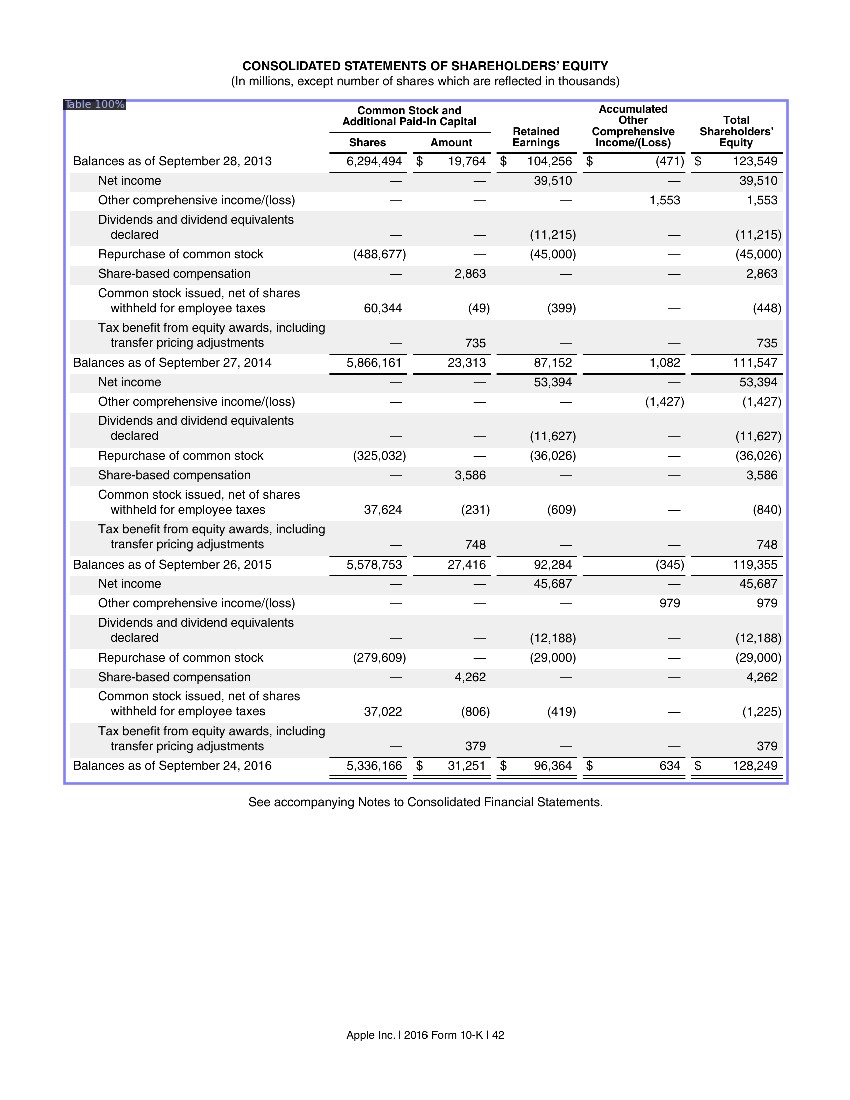 CONSOLIDATED STATEMENTS OF SHAREHOLDERS' EQUITY
(In millions, except number of shares which are reflected in thousands)
Table 100%
Common Stock and
Additional Paid-In Capital
Retained
Earnings
Accumulated
Other
Comprehensive
Income/(Loss)
Total
Shareholders'
Equity
Shares Amount
Balances as of September 28, 2013 6,294,494 $ 19,764 $ 104,256 $ (471) $ 123,549
Net income — — 39,510 — 39,510
Other comprehensive income/(loss) — — — 1,553 1,553
Dividends and dividend equivalents
declared — — (11,215) — (11,215)
Repurchase of common stock (488,677) — (45,000) — (45,000)
Share-based compensation — 2,863 — — 2,863
Common stock issued, net of shares
withheld for employee taxes 60,344 (49) (399) — (448)
Tax benefit from equity awards, including
transfer pricing adjustments — 735 — — 735
Balances as of September 27, 2014 5,866,161 23,313 87,152 1,082 111,547
Net income — — 53,394 — 53,394
Other comprehensive income/(loss) — — — (1,427) (1,427)
Dividends and dividend equivalents
declared — — (11,627) — (11,627)
Repurchase of common stock (325,032) — (36,026) — (36,026)
Share-based compensation — 3,586 — — 3,586
Common stock issued, net of shares
withheld for employee taxes 37,624 (231) (609) — (840)
Tax benefit from equity awards, including
transfer pricing adjustments — 748 — — 748
Balances as of September 26, 2015 5,578,753 27,416 92,284 (345) 119,355
Net income — — 45,687 — 45,687
Other comprehensive income/(loss) — — — 979 979
Dividends and dividend equivalents
declared — — (12,188) — (12,188)
Repurchase of common stock (279,609) — (29,000) — (29,000)
Share-based compensation — 4,262 — — 4,262
Common stock issued, net of shares
withheld for employee taxes 37,022 (806) (419) — (1,225)
Tax benefit from equity awards, including
transfer pricing adjustments — 379 — — 379
Balances as of September 24, 2016 5,336,166 $ 31,251 $ 96,364 $ 634 $ 128,249
See accompanying Notes to Consolidated Financial Statements.
Apple Inc. | 2016 Form 10-K | 42